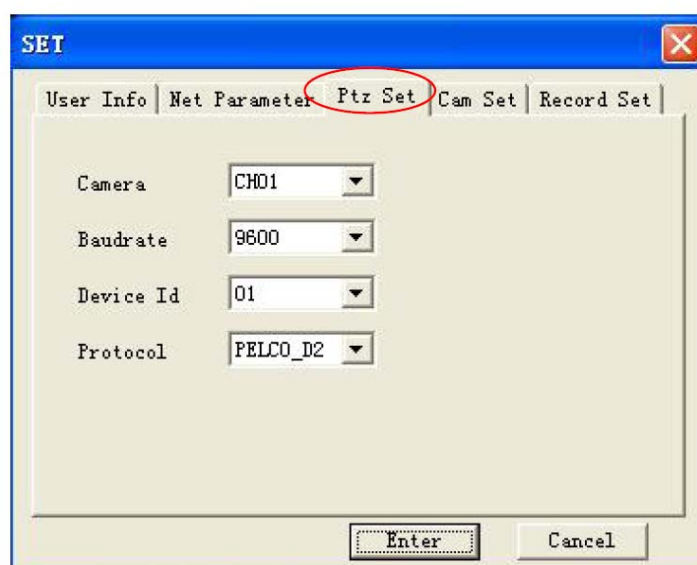 SET
User Info Net Parameter Ptz Set Cam Set Record Set
Camera CH01
Baudrate 9600
Device Id 01
Protocol PELCO_D2
Enter Cancel